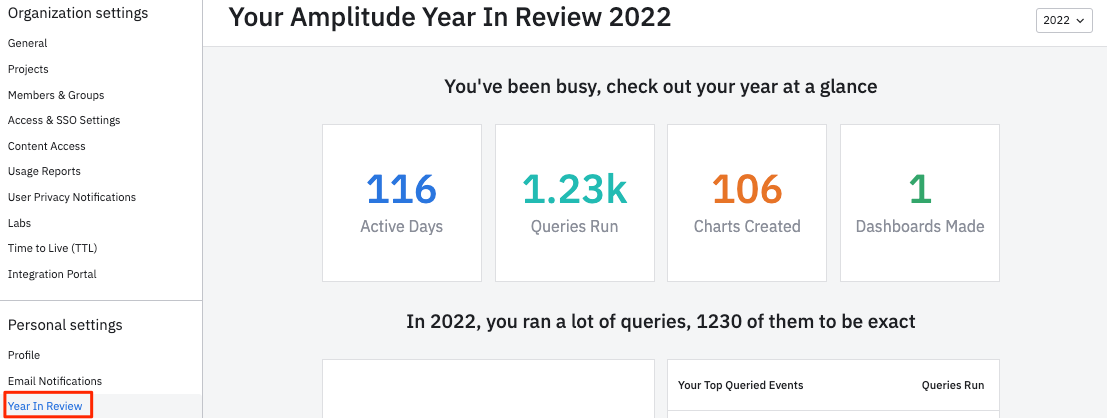 Organization settings
General
Projects
Members & Groups
Access & SSO Settings
Content Access
Usage Reports
User Privacy Notifications
Labs
Time to Live (TTL)
Integration Portal
Personal settings
Profile
Email Notifications
Year In Review
Your Amplitude Year In Review 2022
2022
You've been busy, check out your year at a glance
116
Active Days
1.23k
Queries Run
106
Charts Created
1
Dashboards Made
In 2022, you ran a lot of queries, 1230 of them to be exact
Your Top Queried Events Queries Run